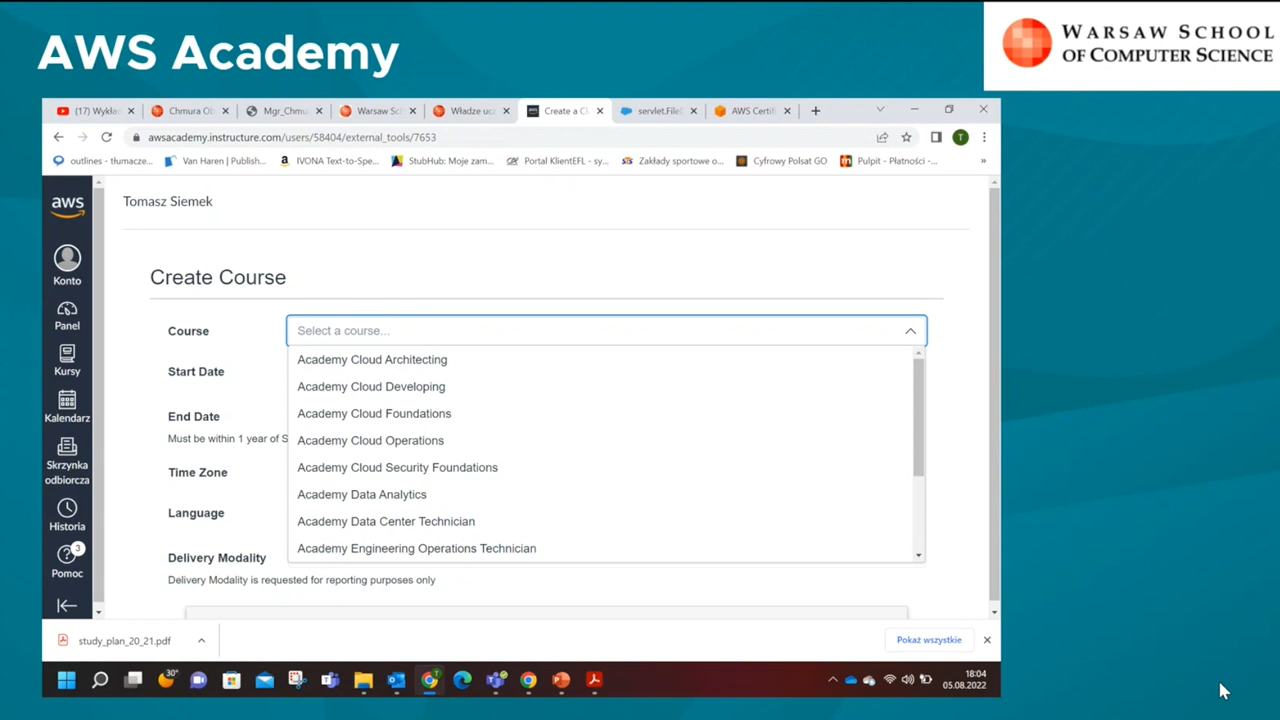 AWS Academy
WARSAW SCHOOL
OF COMPUTER SCIENCE
(17) Wykła
Chmura Ob
Mgr_Chmu
Warsaw Sc
Władze ucz
Create a C
servlet.File
AWS Certif
awsacademy.instructure.com/users/58404/external_tools/7653
T
outlines - tłumacze...
Van Haren | Publish...
IVONA Text-to-Spe...
StubHub: Moje zam...
Portal KlientEFL - sy...
Zakłady sportowe o...
Cyfrowy Polsat GO
Pulpit - Płatności -...
»
aws
Tomasz Siemek
Konto
Panel
Kursy
Kalendarz
Skrzynka
odbiorcza
Historia
3
Pomoc
Create Course
Course
Select a course...
Academy Cloud Architecting
Start Date
Academy Cloud Developing
End Date
Academy Cloud Foundations
Must be within 1 year of S
Academy Cloud Operations
Time Zone
Academy Cloud Security Foundations
Academy Data Analytics
Language
Academy Data Center Technician
Delivery Modality
Academy Engineering Operations Technician
Delivery Modality is requested for reporting purposes only
study_plan_20_21.pdf
Pokaż wszystkie
30°
18:04
05.08.2022